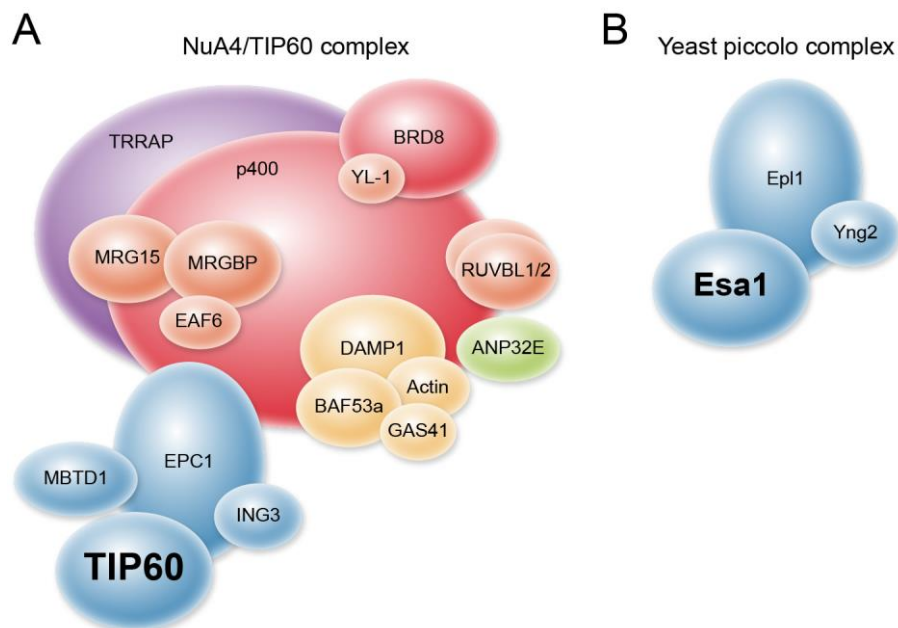 A
NuA4/TIP60 complex
TRRAP
p400
BRD8
YL-1
MRG15
MRGBP
EAF6
RUVBL1/2
DAMP1
ANP32E
Actin
BAF53a
GAS41
MBTD1
EPC1
ING3
TIP60
B
Yeast piccolo complex
Epl1
Yng2
Esa1